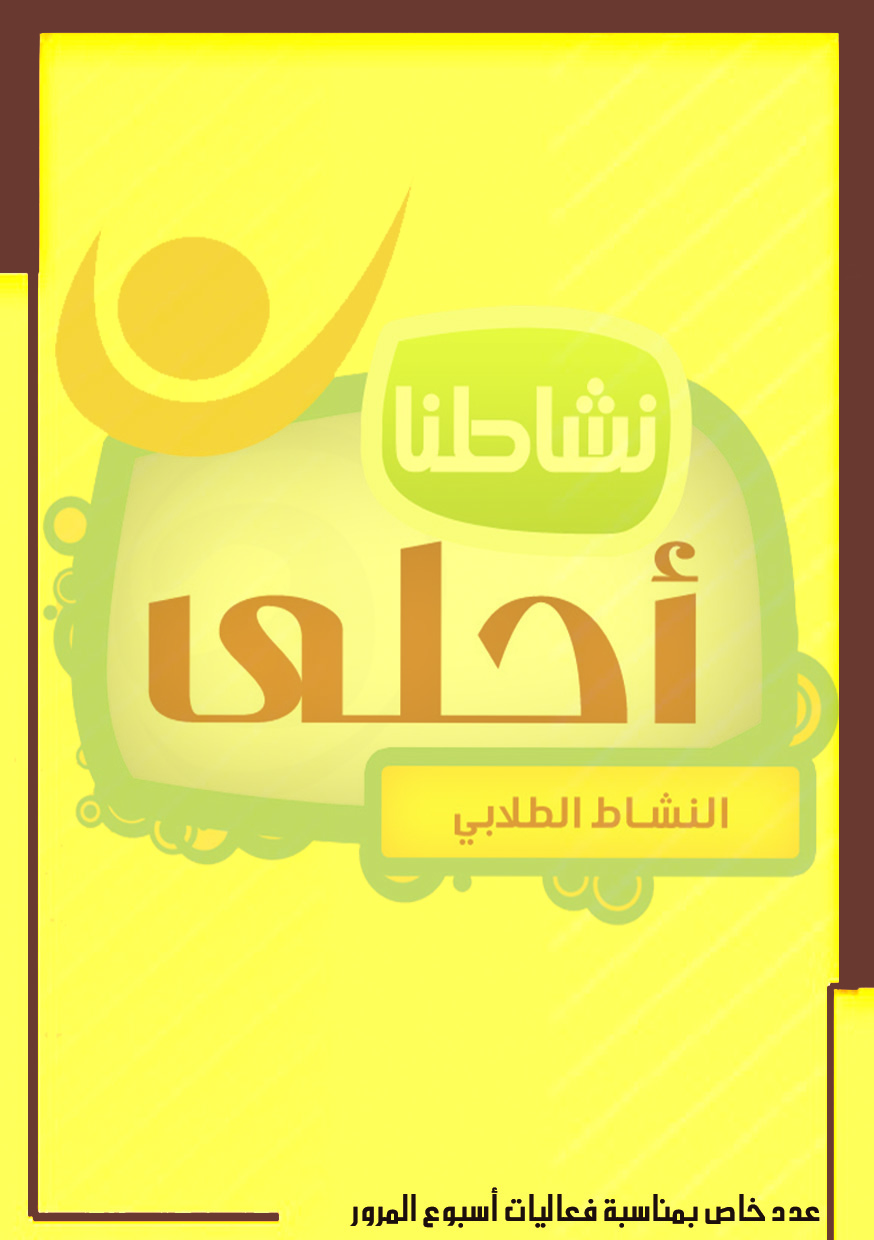 نشاطنا
أحلى
النشاط الطلابي
عدد خاص بمناسبة فعاليات أسبوع المرور